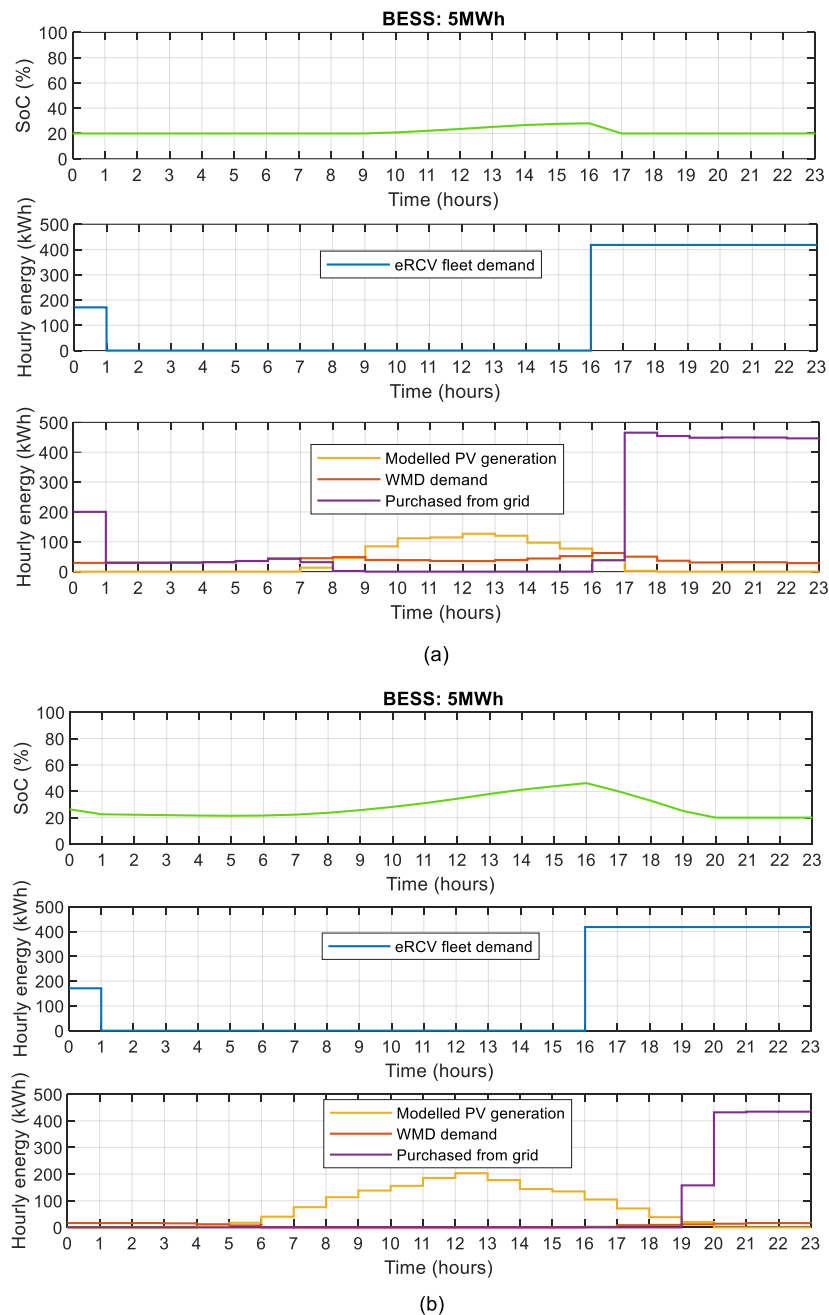 BESS: 5MWh
100
80
60
40
20
0
SoC (%)
0 1 2 3 4 5 6 7 8 9 10 11 12 13 14 15 16 17 18 19 20 21 22 23
Time (hours)
500
400
300
200
100
0
Hourly energy (kWh)
eRCV fleet demand
0 1 2 3 4 5 6 7 8 9 10 11 12 13 14 15 16 17 18 19 20 21 22 23
Time (hours)
500
400
300
200
100
0
Hourly energy (kWh)
Modelled PV generation
WMD demand
Purchased from grid
0 1 2 3 4 5 6 7 8 9 10 11 12 13 14 15 16 17 18 19 20 21 22 23
Time (hours)
(a)
BESS: 5MWh
100
80
60
40
20
0
SoC (%)
0 1 2 3 4 5 6 7 8 9 10 11 12 13 14 15 16 17 18 19 20 21 22 23
Time (hours)
500
400
300
200
100
0
Hourly energy (kWh)
eRCV fleet demand
0 1 2 3 4 5 6 7 8 9 10 11 12 13 14 15 16 17 18 19 20 21 22 23
Time (hours)
500
400
300
200
100
0
Hourly energy (kWh)
Modelled PV generation
WMD demand
Purchased from grid
0 1 2 3 4 5 6 7 8 9 10 11 12 13 14 15 16 17 18 19 20 21 22 23
Time (hours)
(b)